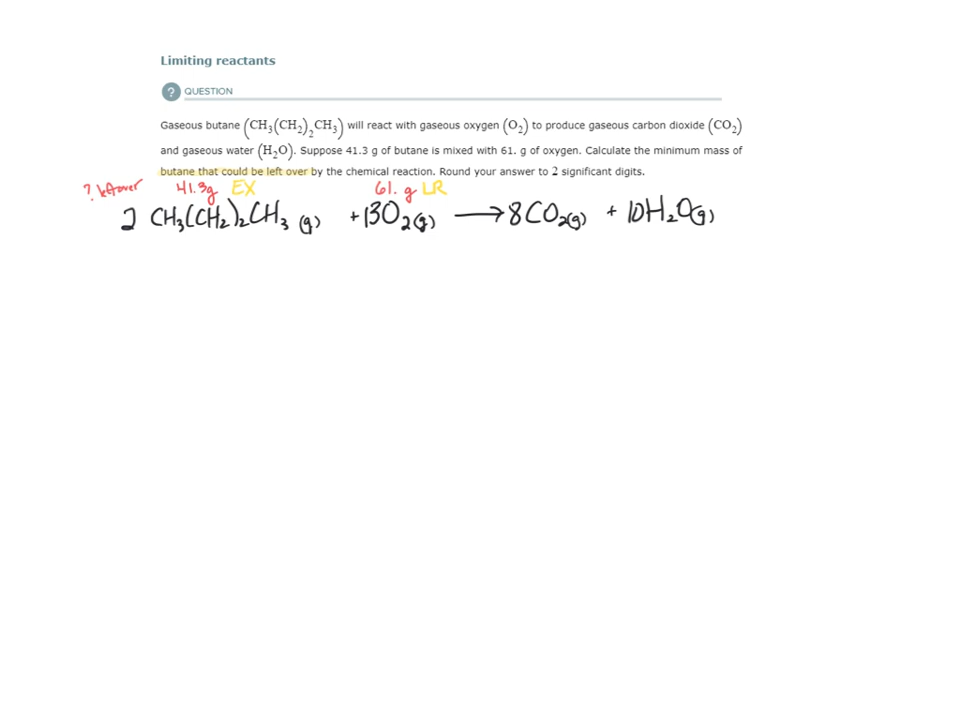 Limiting reactants
? QUESTION
Gaseous butane (CH₃(CH₂)₂CH₃) will react with gaseous oxygen (O₂) to produce gaseous carbon dioxide (CO₂)
and gaseous water (H₂O). Suppose 41.3 g of butane is mixed with 61. g of oxygen. Calculate the minimum mass of
butane that could be left over by the chemical reaction. Round your answer to 2 significant digits.
? leftover 41.3g EX 61. g LR
2 CH₃(CH₂)₂CH₃ (g) + 13O₂(g) ⟶ 8CO₂(g) + 10H₂O(g)